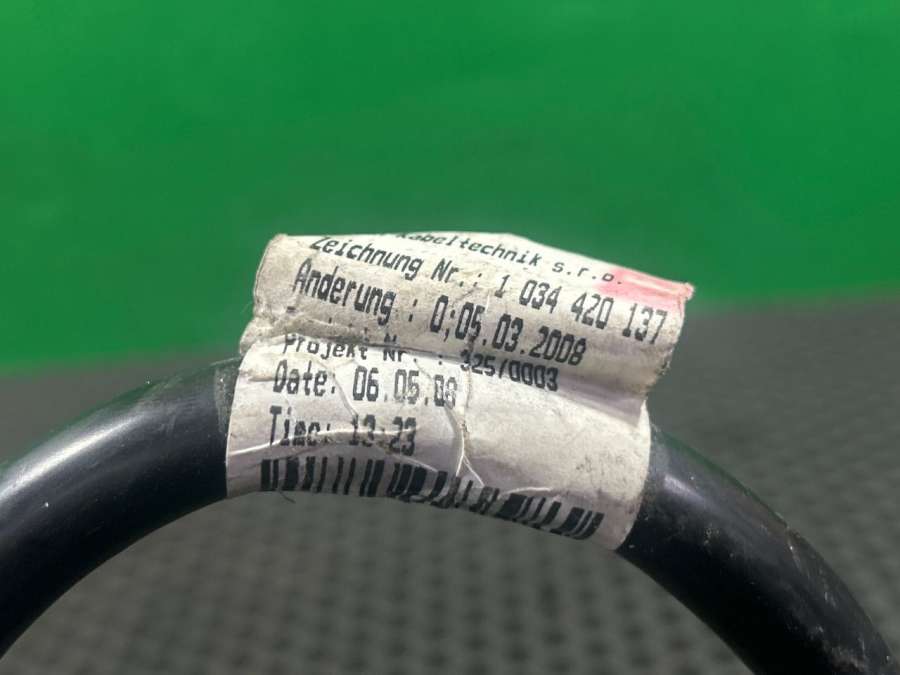 Kabeltechnik s.r.o.
Zeichnung Nr.: 1 034 420 137
Änderung : 0;05.03.2008
Projekt Nr. : 325/0003
Date: 06.05.08
Time: 13:23